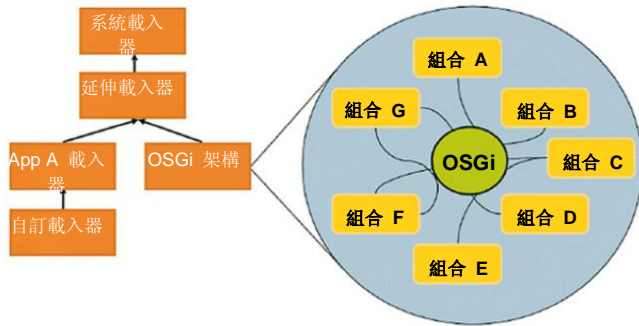 系統載入
器
延伸載入器
App A 載入
器
OSGi 架構
自訂載入器
組合 A
組合 B
組合 G
OSGi
組合 C
組合 F
組合 D
組合 E